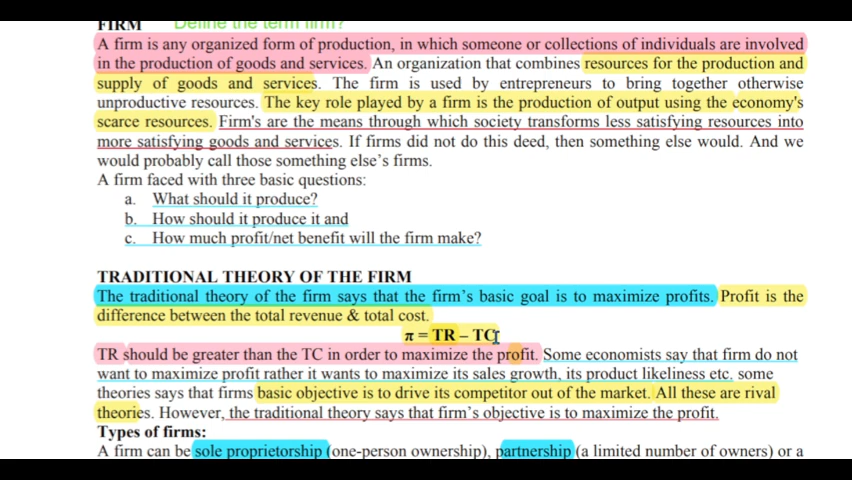 FIRM Define the term firm?
A firm is any organized form of production, in which someone or collections of individuals are involved
in the production of goods and services. An organization that combines resources for the production and
supply of goods and services. The firm is used by entrepreneurs to bring together otherwise
unproductive resources. The key role played by a firm is the production of output using the economy's
scarce resources. Firm's are the means through which society transforms less satisfying resources into
more satisfying goods and services. If firms did not do this deed, then something else would. And we
would probably call those something else's firms.
A firm faced with three basic questions:
a. What should it produce?
b. How should it produce it and
c. How much profit/net benefit will the firm make?
TRADITIONAL THEORY OF THE FIRM
The traditional theory of the firm says that the firm's basic goal is to maximize profits. Profit is the
difference between the total revenue & total cost.
π = TR – TC
TR should be greater than the TC in order to maximize the profit. Some economists say that firm do not
want to maximize profit rather it wants to maximize its sales growth, its product likeliness etc. some
theories says that firms basic objective is to drive its competitor out of the market. All these are rival
theories. However, the traditional theory says that firm's objective is to maximize the profit.
Types of firms:
A firm can be sole proprietorship (one-person ownership), partnership (a limited number of owners) or a